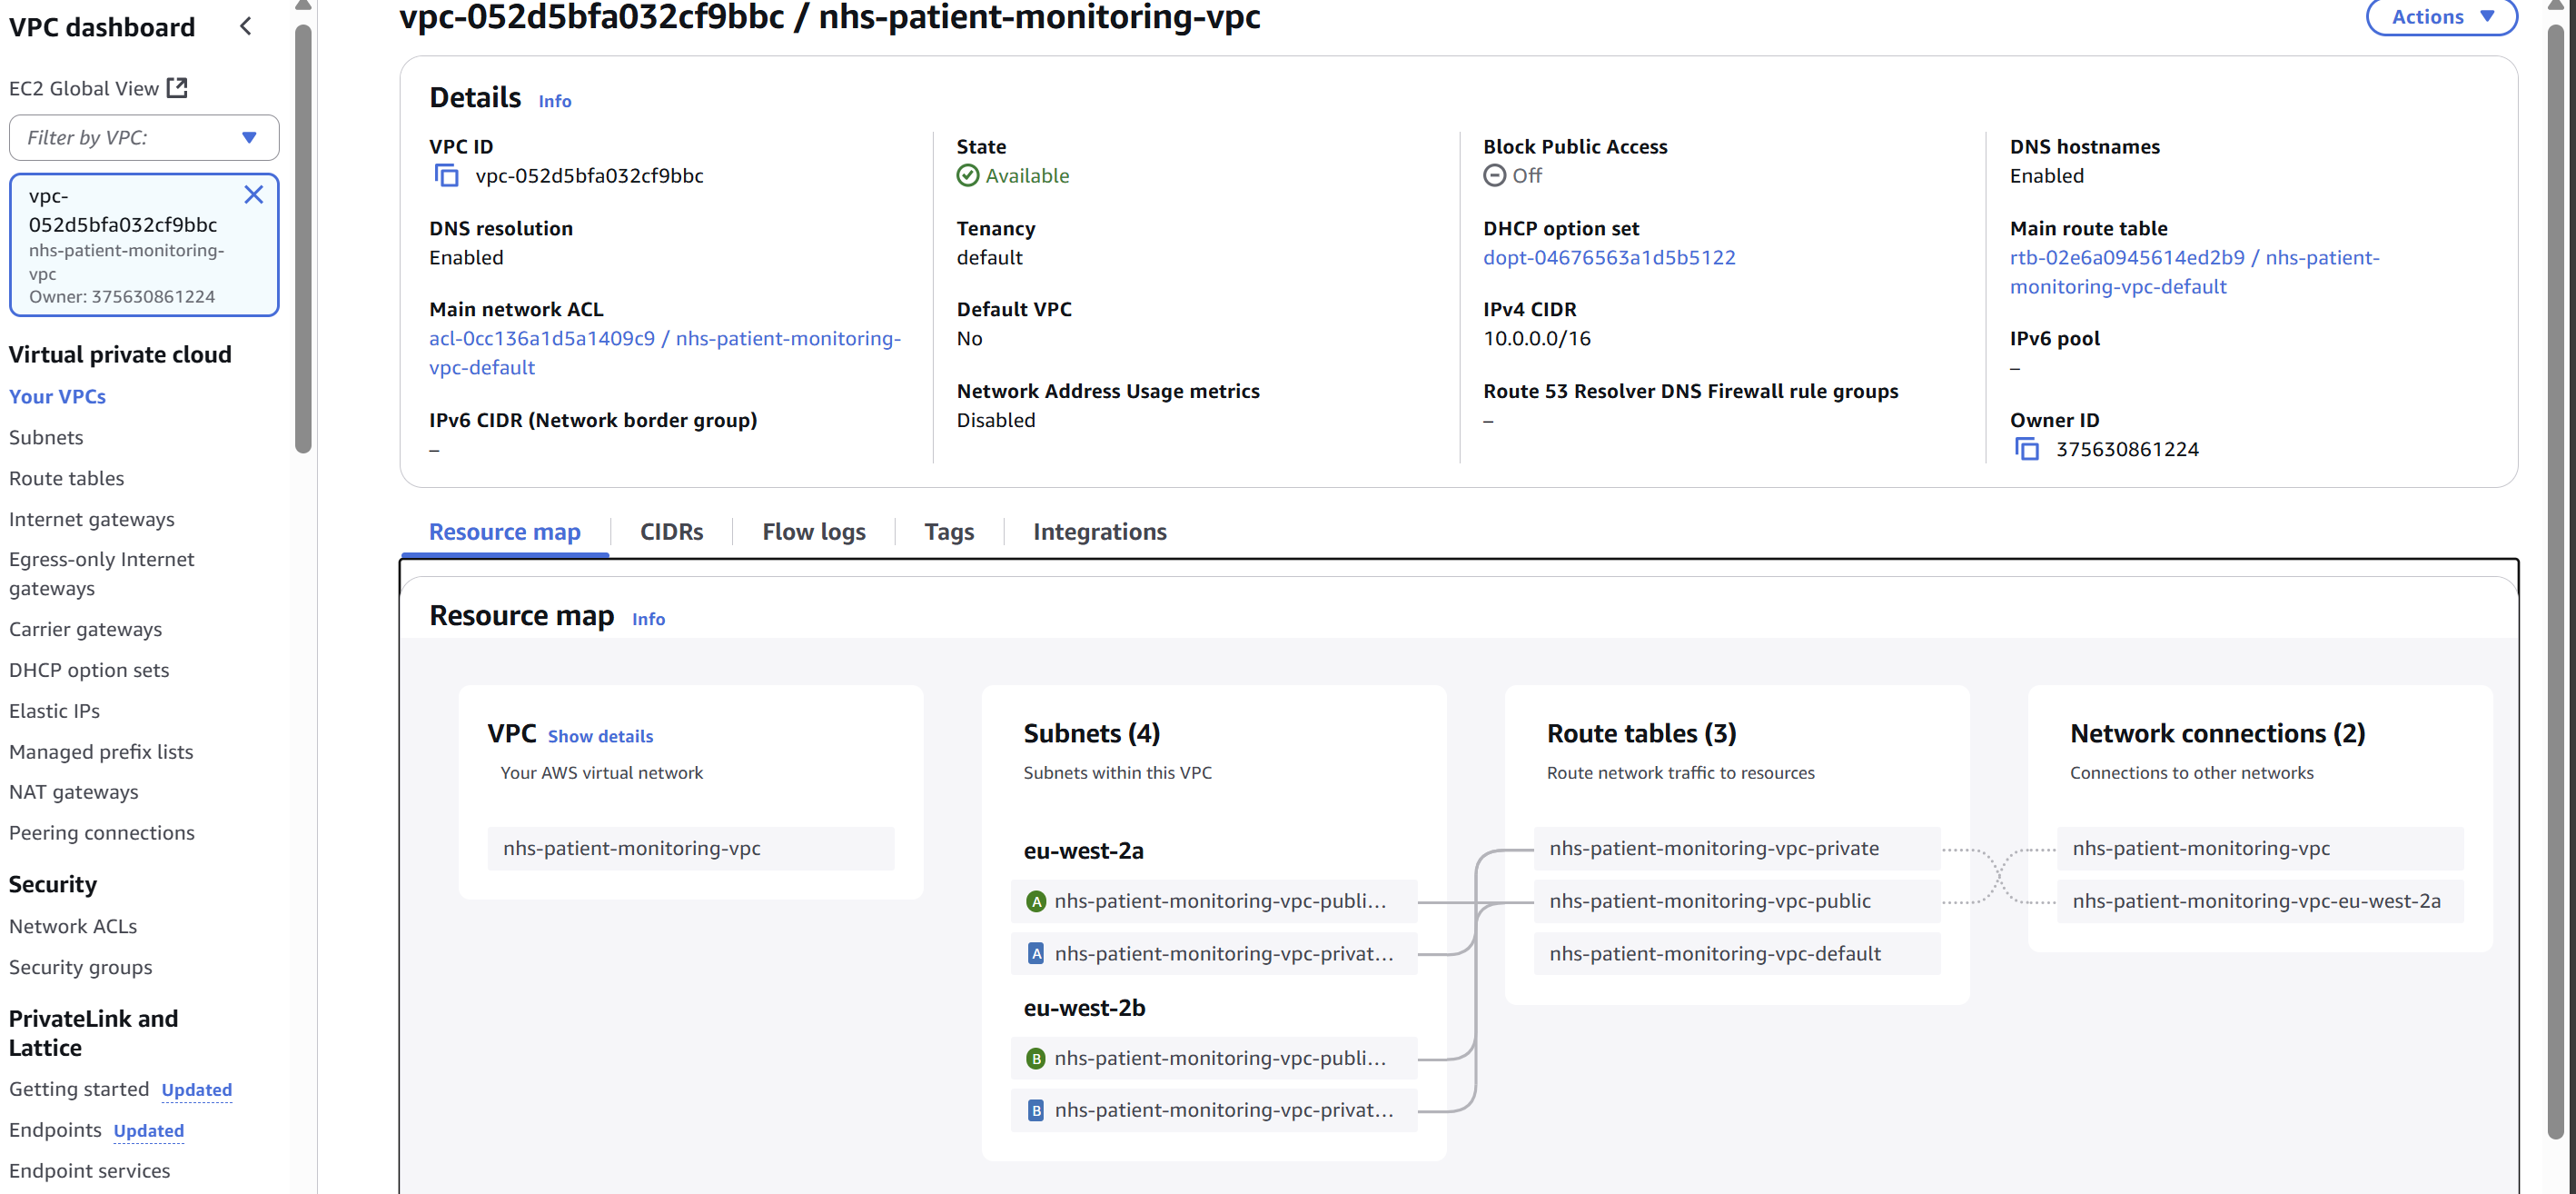 VPC dashboard
EC2 Global View
Filter by VPC:
vpc-
052d5bfa032cf9bbc
nhs-patient-monitoring-
vpc
Owner: 375630861224
Virtual private cloud
Your VPCs
Subnets
Route tables
Internet gateways
Egress-only Internet
gateways
Carrier gateways
DHCP option sets
Elastic IPs
Managed prefix lists
NAT gateways
Peering connections
Security
Network ACLs
Security groups
PrivateLink and
Lattice
Getting started Updated
Endpoints Updated
Endpoint services
vpc-052d5bfa032cf9bbc / nhs-patient-monitoring-vpc
Actions
Details Info
VPC ID
vpc-052d5bfa032cf9bbc
DNS resolution
Enabled
Main network ACL
acl-0cc136a1d5a1409c9 / nhs-patient-monitoring-
vpc-default
IPv6 CIDR (Network border group)
–
State
Available
Tenancy
default
Default VPC
No
Network Address Usage metrics
Disabled
Block Public Access
Off
DHCP option set
dopt-04676563a1d5b5122
IPv4 CIDR
10.0.0.0/16
Route 53 Resolver DNS Firewall rule groups
–
DNS hostnames
Enabled
Main route table
rtb-02e6a0945614ed2b9 / nhs-patient-
monitoring-vpc-default
IPv6 pool
–
Owner ID
375630861224
Resource map
CIDRs
Flow logs
Tags
Integrations
Resource map Info
VPC Show details
Your AWS virtual network
nhs-patient-monitoring-vpc
Subnets (4)
Subnets within this VPC
eu-west-2a
A nhs-patient-monitoring-vpc-publi...
A nhs-patient-monitoring-vpc-privat...
eu-west-2b
B nhs-patient-monitoring-vpc-publi...
B nhs-patient-monitoring-vpc-privat...
Route tables (3)
Route network traffic to resources
nhs-patient-monitoring-vpc-private
nhs-patient-monitoring-vpc-public
nhs-patient-monitoring-vpc-default
Network connections (2)
Connections to other networks
nhs-patient-monitoring-vpc
nhs-patient-monitoring-vpc-eu-west-2a